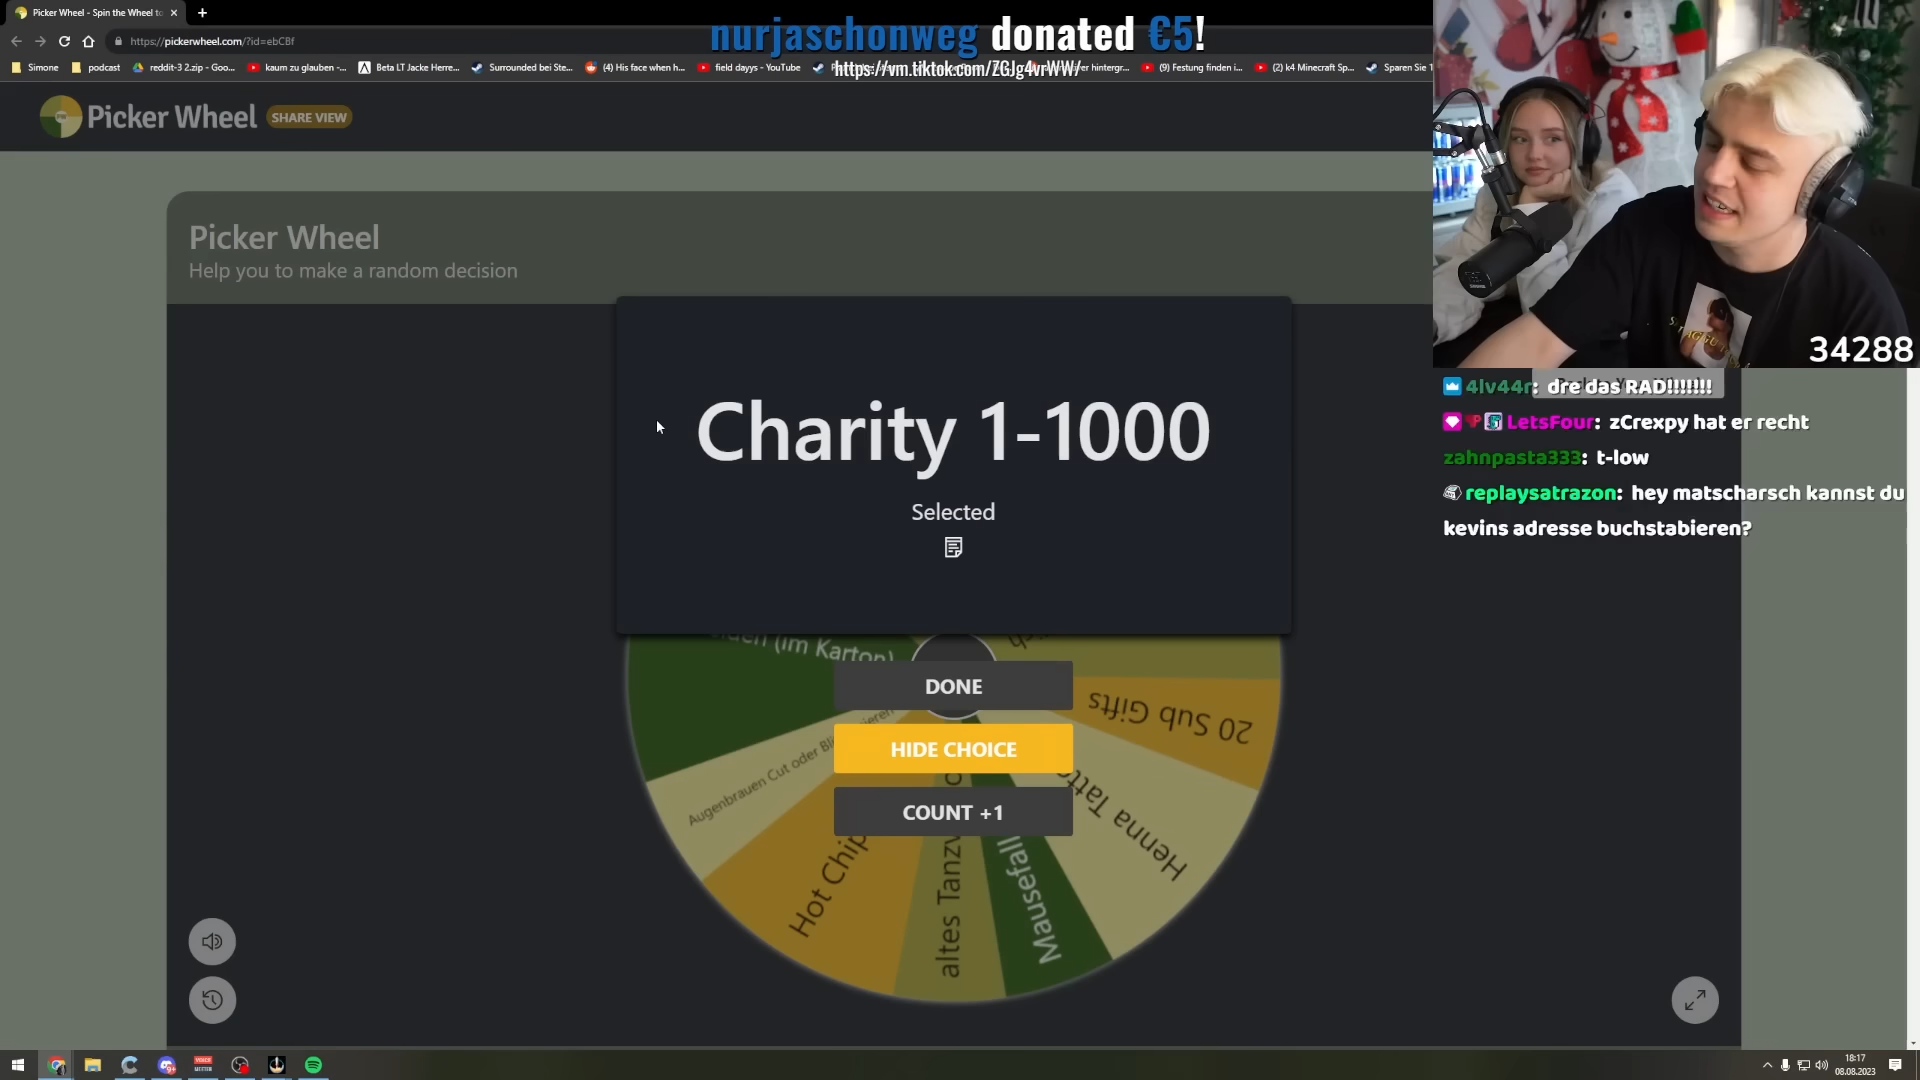 Picker Wheel - Spin the Wheel to
nurjaschonweg donated €5!
https://vm.tiktok.com/ZGJg4vrWW/
https://pickerwheel.com/?id=ebCBf
Simone
podcast
reddit-3 2.zip - Goo...
kaum zu glauben -...
Beta LT Jacke Herre...
Surrounded bei Ste...
(4) His face when h...
field dayys - YouTube
hintergr...
(9) Festung finden i...
(2) k4 Minecraft Sp...
Sparen Sie 1
Picker Wheel SHARE VIEW
Picker Wheel
Help you to make a random decision
Charity 1-1000
Selected
DONE
HIDE CHOICE
COUNT +1
(im Karton)
20 Sub Gifts
Augenbrauen Cut oder
Hot Chip
altes Tanzv
Mausefall
Henna Tatto
34288
4lv44r: dre das RAD!!!!!!!
LetsFour: zCrexpy hat er recht
zahnpasta333: t-low
replaysatrazon: hey matscharsch kannst du
kevins adresse buchstabieren?
18:17
08.08.2023